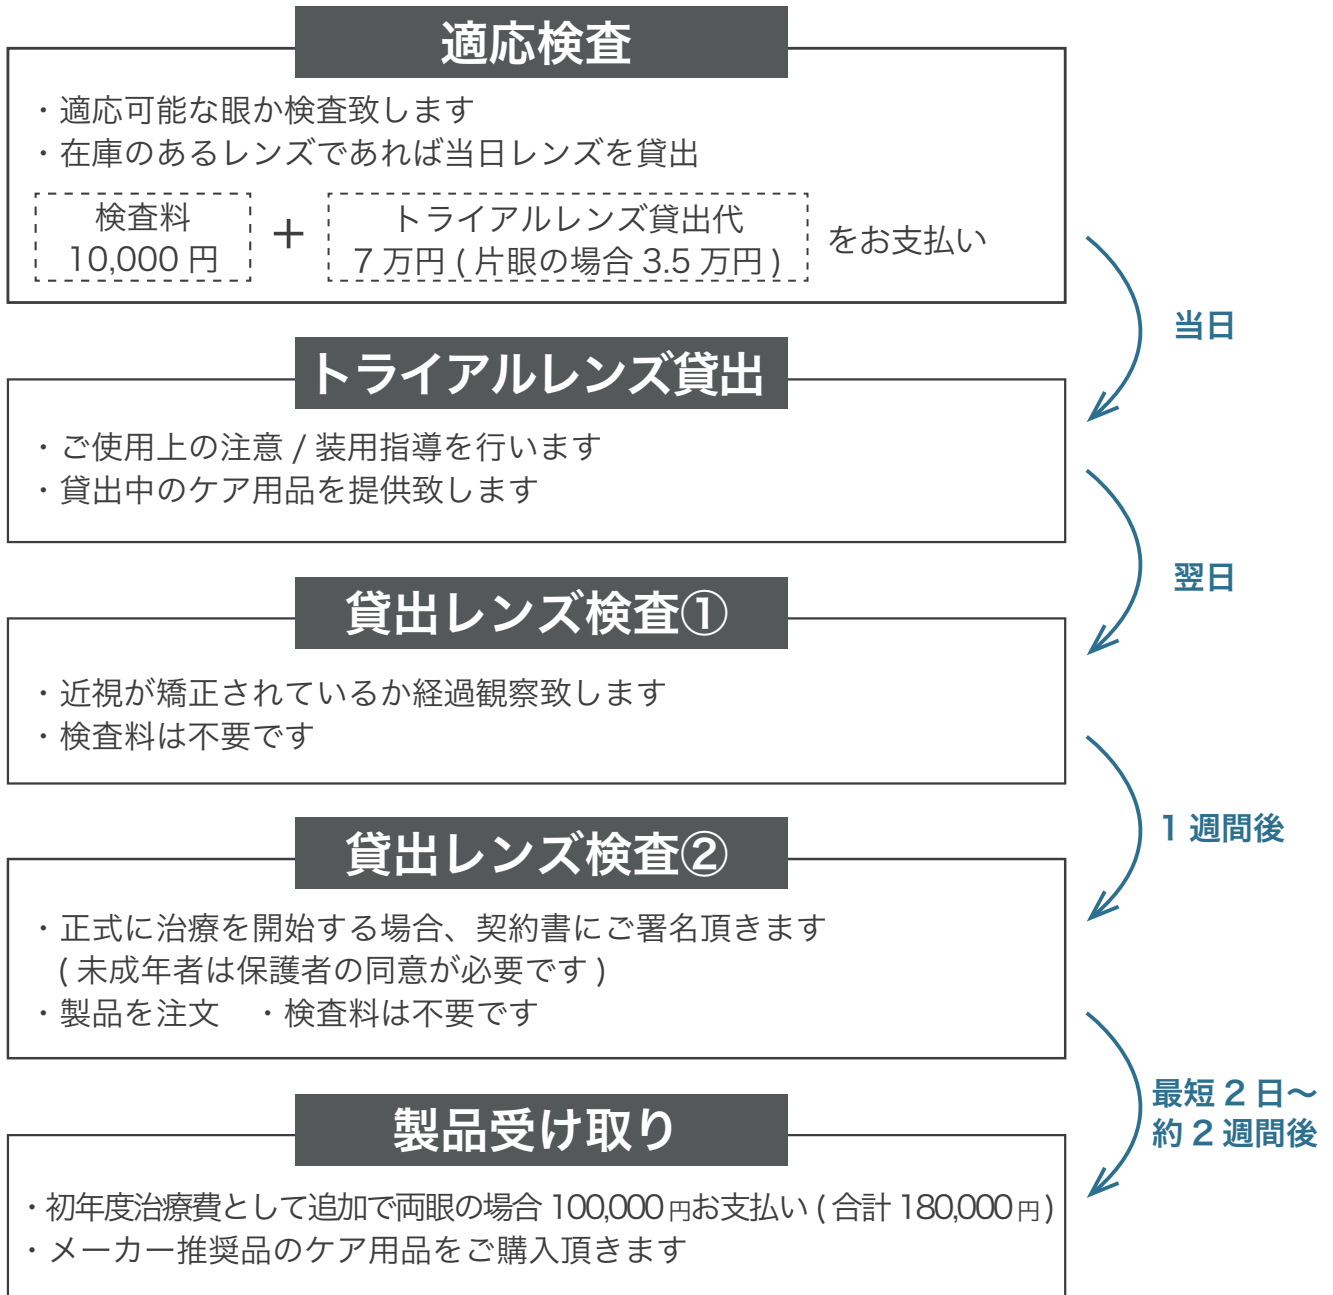 適応検査
・適応可能な眼か検査致します
・在庫のあるレンズであれば当日レンズを貸出
検査料
10,000 円
＋
トライアルレンズ貸出代
7 万円 ( 片眼の場合 3.5 万円 )
をお支払い
当日
トライアルレンズ貸出
・ご使用上の注意 / 装用指導を行います
・貸出中のケア用品を提供致します
翌日
貸出レンズ検査①
・近視が矯正されているか経過観察致します
・検査料は不要です
1 週間後
貸出レンズ検査②
・正式に治療を開始する場合、契約書にご署名頂きます
( 未成年者は保護者の同意が必要です )
・製品を注文　・検査料は不要です
最短 2 日〜
約 2 週間後
製品受け取り
・初年度治療費として追加で両眼の場合 100,000 円お支払い ( 合計 180,000 円 )
・メーカー推奨品のケア用品をご購入頂きます